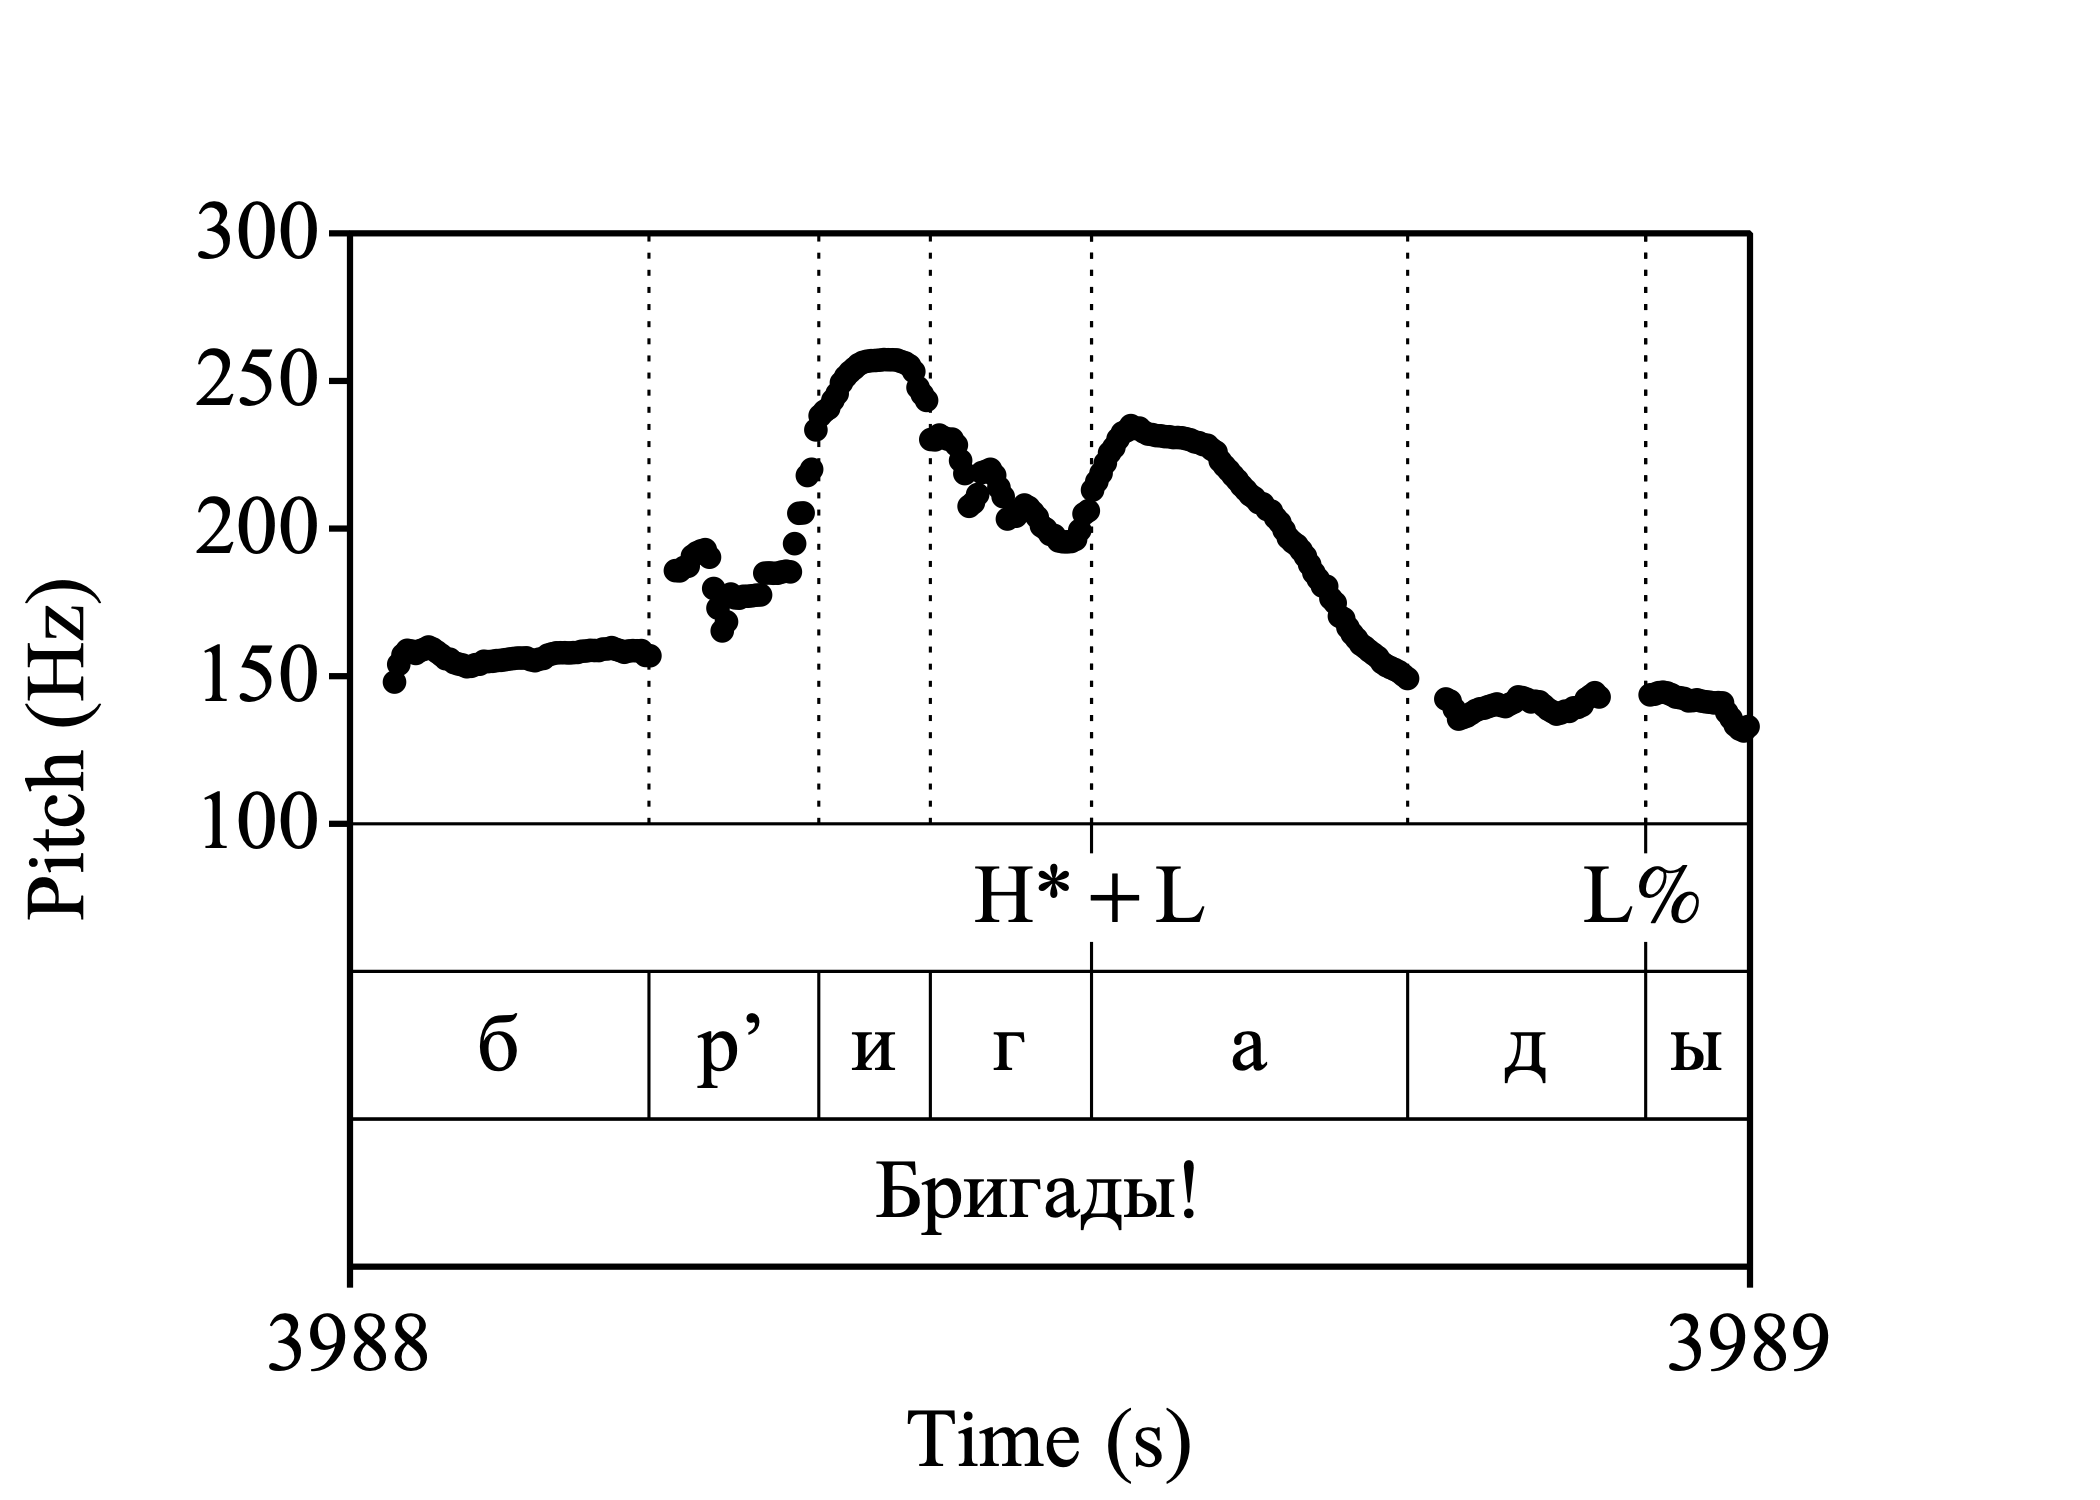 300
250
200
150
100
Pitch (Hz)
H* + L L%
б р’ и г а д ы
Бригады!
3988 3989
Time (s)